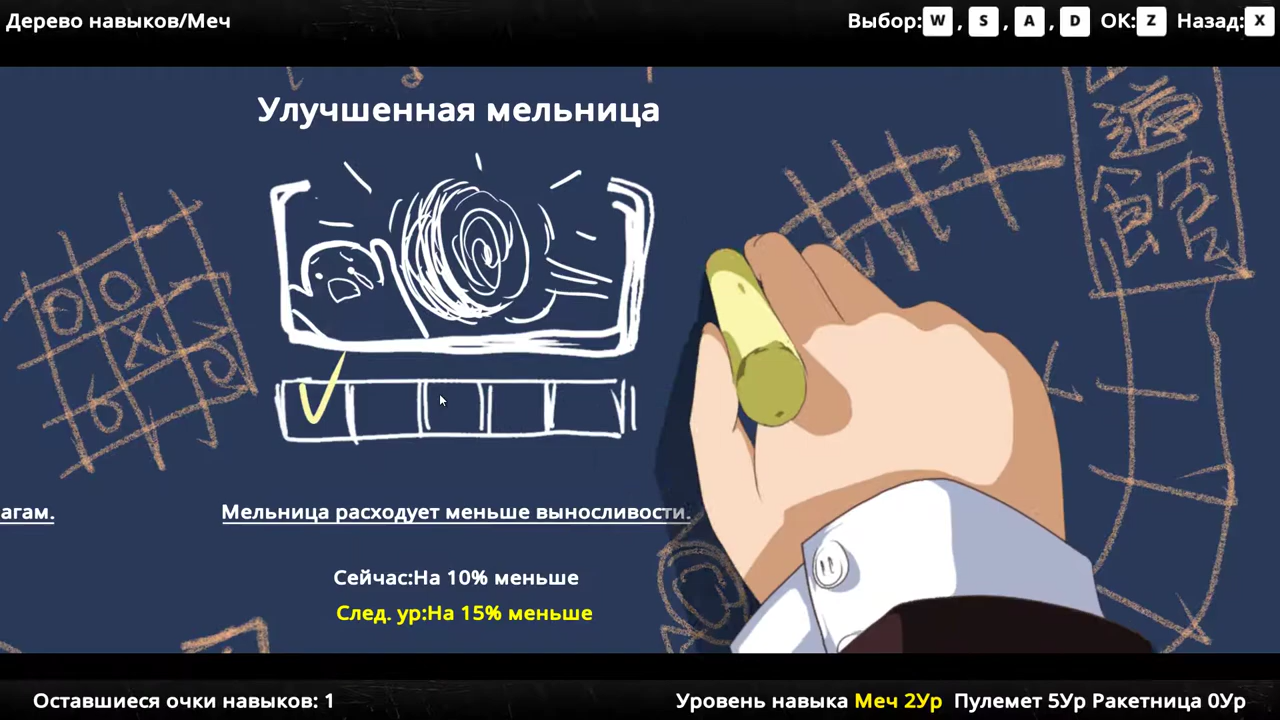 Дерево навыков/Меч
Выбор:W , S , A , D OK:Z Назад:X
Улучшенная мельница
агам.
Мельница расходует меньше выносливости.
Сейчас:На 10% меньше
След. ур:На 15% меньше
Оставшиеся очки навыков: 1
Уровень навыка Меч 2Ур Пулемет 5Ур Ракетница 0Ур